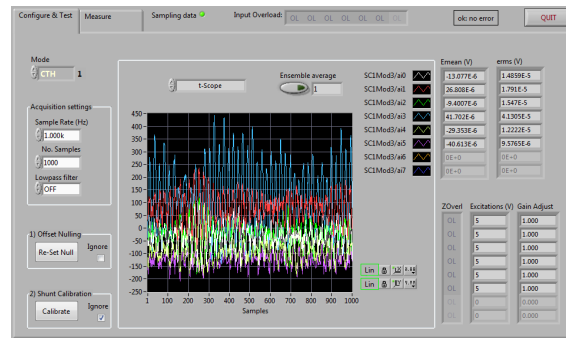 Configure & Test
Measure
Sampling data
Input Overload:
OL OL OL OL OL OL OL
ok: no error
QUIT
Mode
CTH 1
Acquisition settings
Sample Rate (Hz)
1.000k
No. Samples
1000
Lowpass filter
OFF
1) Offset Nulling
Re-Set Null
Ignore
2) Shunt Calibration
Calibrate
Ignore
t-Scope
Ensemble average
1
SC1Mod3/ai0
SC1Mod3/ai1
SC1Mod3/ai2
SC1Mod3/ai3
SC1Mod3/ai4
SC1Mod3/ai5
SC1Mod3/ai6
SC1Mod3/ai7
450
400
350
300
250
200
150
100
50
0
-50
-100
-150
-200
-250
1 100 200 300 400 500 600 700 800 900 1000
Samples
Lin
Lin
Emean (V) erms (V)
-13.077E-6 1.4859E-5
26.808E-6 1.791E-5
-9.4007E-6 1.547E-5
41.702E-6 4.1305E-5
-29.353E-6 1.2222E-5
-40.613E-6 9.5765E-6
0E+0 0E+0
0E+0 0E+0
ZOverl Excitations (V) Gain Adjust
OL 5 1.000
OL 5 1.000
OL 5 1.000
OL 5 1.000
OL 5 1.000
OL 5 1.000
OL 0 0.000
OL 0 0.000